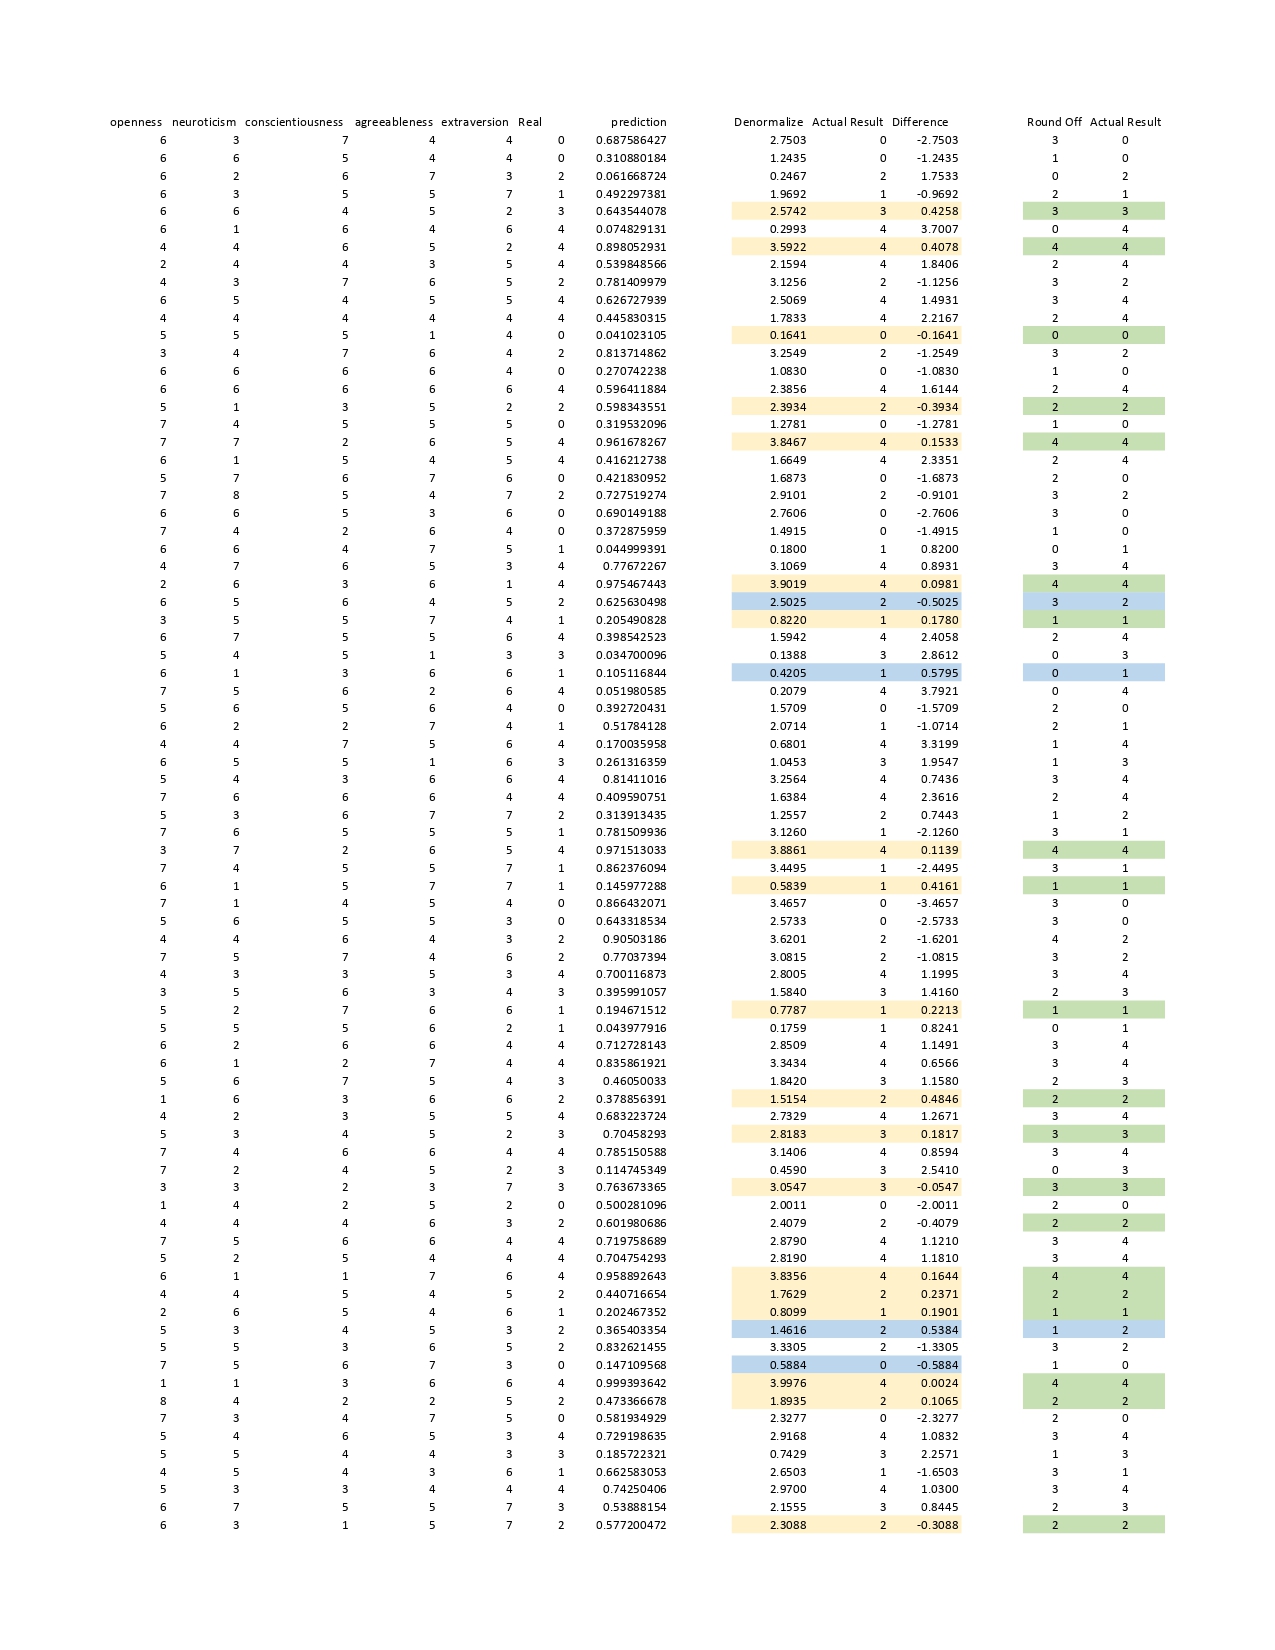 openness neuroticism conscientiousness agreeableness extraversion Real prediction Denormalize Actual Result Difference Round Off Actual Result
6 3 7 4 4 0 0.687586427 2.7503 0 -2.7503 3 0
6 6 5 4 4 0 0.310880184 1.2435 0 -1.2435 1 0
6 2 6 7 3 2 0.061668724 0.2467 2 1.7533 0 2
6 3 5 5 7 1 0.492297381 1.9692 1 -0.9692 2 1
6 6 4 5 2 3 0.643544078 2.5742 3 0.4258 3 3
6 1 6 4 6 4 0.074829131 0.2993 4 3.7007 0 4
4 4 6 5 2 4 0.898052931 3.5922 4 0.4078 4 4
2 4 4 3 5 4 0.539848566 2.1594 4 1.8406 2 4
4 3 7 6 5 2 0.781409979 3.1256 2 -1.1256 3 2
6 5 4 5 5 4 0.626727939 2.5069 4 1.4931 3 4
4 4 4 4 4 4 0.445830315 1.7833 4 2.2167 2 4
5 5 5 1 4 0 0.041023105 0.1641 0 -0.1641 0 0
3 4 7 6 4 2 0.813714862 3.2549 2 -1.2549 3 2
6 6 6 6 4 0 0.270742238 1.0830 0 -1.0830 1 0
6 6 6 6 6 4 0.596411884 2.3856 4 1.6144 2 4
5 1 3 5 2 2 0.598343551 2.3934 2 -0.3934 2 2
7 4 5 5 5 0 0.319532096 1.2781 0 -1.2781 1 0
7 7 2 6 5 4 0.961678267 3.8467 4 0.1533 4 4
6 1 5 4 5 4 0.416212738 1.6649 4 2.3351 2 4
5 7 6 7 6 0 0.421830952 1.6873 0 -1.6873 2 0
7 8 5 4 7 2 0.727519274 2.9101 2 -0.9101 3 2
6 6 5 3 6 0 0.690149188 2.7606 0 -2.7606 3 0
7 4 2 6 4 0 0.372875959 1.4915 0 -1.4915 1 0
6 6 4 7 5 1 0.044999391 0.1800 1 0.8200 0 1
4 7 6 5 3 4 0.77672267 3.1069 4 0.8931 3 4
2 6 3 6 1 4 0.975467443 3.9019 4 0.0981 4 4
6 5 6 4 5 2 0.625630498 2.5025 2 -0.5025 3 2
3 5 5 7 4 1 0.205490828 0.8220 1 0.1780 1 1
6 7 5 5 6 4 0.398542523 1.5942 4 2.4058 2 4
5 4 5 1 3 3 0.034700096 0.1388 3 2.8612 0 3
6 1 3 6 6 1 0.105116844 0.4205 1 0.5795 0 1
7 5 6 2 6 4 0.051980585 0.2079 4 3.7921 0 4
5 6 5 6 4 0 0.392720431 1.5709 0 -1.5709 2 0
6 2 2 7 4 1 0.51784128 2.0714 1 -1.0714 2 1
4 4 7 5 6 4 0.170035958 0.6801 4 3.3199 1 4
6 5 5 1 6 3 0.261316359 1.0453 3 1.9547 1 3
5 4 3 6 6 4 0.81411016 3.2564 4 0.7436 3 4
7 6 6 6 4 4 0.409590751 1.6384 4 2.3616 2 4
5 3 6 7 7 2 0.313913435 1.2557 2 0.7443 1 2
7 6 5 5 5 1 0.781509936 3.1260 1 -2.1260 3 1
3 7 2 6 5 4 0.971513033 3.8861 4 0.1139 4 4
7 4 5 5 7 1 0.862376094 3.4495 1 -2.4495 3 1
6 1 5 7 7 1 0.145977288 0.5839 1 0.4161 1 1
7 1 4 5 4 0 0.866432071 3.4657 0 -3.4657 3 0
5 6 5 5 3 0 0.643318534 2.5733 0 -2.5733 3 0
4 4 6 4 3 2 0.90503186 3.6201 2 -1.6201 4 2
7 5 7 4 6 2 0.77037394 3.0815 2 -1.0815 3 2
4 3 3 5 3 4 0.700116873 2.8005 4 1.1995 3 4
3 5 6 3 4 3 0.395991057 1.5840 3 1.4160 2 3
5 2 7 6 6 1 0.194671512 0.7787 1 0.2213 1 1
5 5 5 6 2 1 0.043977916 0.1759 1 0.8241 0 1
6 2 6 6 4 4 0.712728143 2.8509 4 1.1491 3 4
6 1 2 7 4 4 0.835861921 3.3434 4 0.6566 3 4
5 6 7 5 4 3 0.46050033 1.8420 3 1.1580 2 3
1 6 3 6 6 2 0.378856391 1.5154 2 0.4846 2 2
4 2 3 5 5 4 0.683223724 2.7329 4 1.2671 3 4
5 3 4 5 2 3 0.70458293 2.8183 3 0.1817 3 3
7 4 6 6 4 4 0.785150588 3.1406 4 0.8594 3 4
7 2 4 5 2 3 0.114745349 0.4590 3 2.5410 0 3
3 3 2 3 7 3 0.763673365 3.0547 3 -0.0547 3 3
1 4 2 5 2 0 0.500281096 2.0011 0 -2.0011 2 0
4 4 4 6 3 2 0.601980686 2.4079 2 -0.4079 2 2
7 5 6 6 4 4 0.719758689 2.8790 4 1.1210 3 4
5 2 5 4 4 4 0.704754293 2.8190 4 1.1810 3 4
6 1 1 7 6 4 0.958892643 3.8356 4 0.1644 4 4
4 4 5 4 5 2 0.440716654 1.7629 2 0.2371 2 2
2 6 5 4 6 1 0.202467352 0.8099 1 0.1901 1 1
5 3 4 5 3 2 0.365403354 1.4616 2 0.5384 1 2
5 5 3 6 5 2 0.832621455 3.3305 2 -1.3305 3 2
7 5 6 7 3 0 0.147109568 0.5884 0 -0.5884 1 0
1 1 3 6 6 4 0.999393642 3.9976 4 0.0024 4 4
8 4 2 2 5 2 0.473366678 1.8935 2 0.1065 2 2
7 3 4 7 5 0 0.581934929 2.3277 0 -2.3277 2 0
5 4 6 5 3 4 0.729198635 2.9168 4 1.0832 3 4
5 5 4 4 3 3 0.185722321 0.7429 3 2.2571 1 3
4 5 4 3 6 1 0.662583053 2.6503 1 -1.6503 3 1
5 3 3 4 4 4 0.74250406 2.9700 4 1.0300 3 4
6 7 5 5 7 3 0.53888154 2.1555 3 0.8445 2 3
6 3 1 5 7 2 0.577200472 2.3088 2 -0.3088 2 2